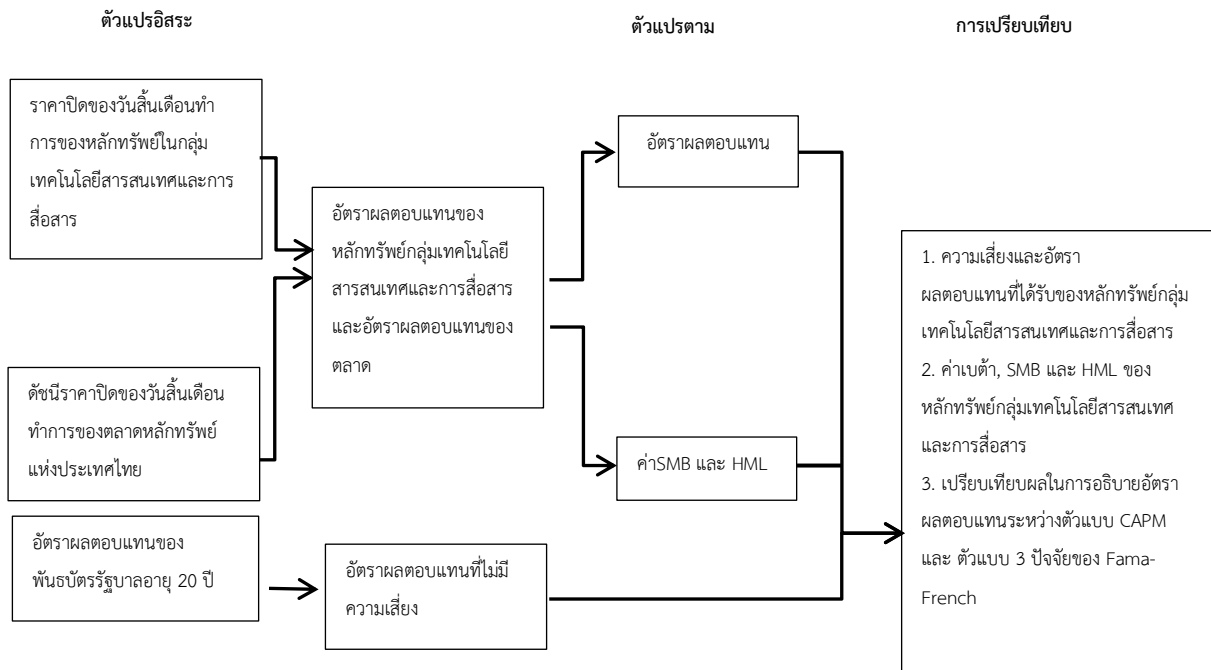 ตัวแปรอิสระ
ตัวแปรตาม
การเปรียบเทียบ
ราคาปิดของวันสิ้นเดือนทำ
การของหลักทรัพย์ในกลุ่ม
เทคโนโลยีสารสนเทศและการ
สื่อสาร
ดัชนีราคาปิดของวันสิ้นเดือน
ทำการของตลาดหลักทรัพย์
แห่งประเทศไทย
อัตราผลตอบแทนของ
พันธบัตรรัฐบาลอายุ 20 ปี
อัตราผลตอบแทนของ
หลักทรัพย์กลุ่มเทคโนโลยี
สารสนเทศและการสื่อสาร
และอัตราผลตอบแทนของ
ตลาด
อัตราผลตอบแทนที่ไม่มี
ความเสี่ยง
อัตราผลตอบแทน
ค่าSMB และ HML
1. ความเสี่ยงและอัตรา
ผลตอบแทนที่ได้รับของหลักทรัพย์กลุ่ม
เทคโนโลยีสารสนเทศและการสื่อสาร
2. ค่าเบต้า, SMB และ HML ของ
หลักทรัพย์กลุ่มเทคโนโลยีสารสนเทศ
และการสื่อสาร
3. เปรียบเทียบผลในการอธิบายอัตรา
ผลตอบแทนระหว่างตัวแบบ CAPM
และ ตัวแบบ 3 ปัจจัยของ Fama-
French